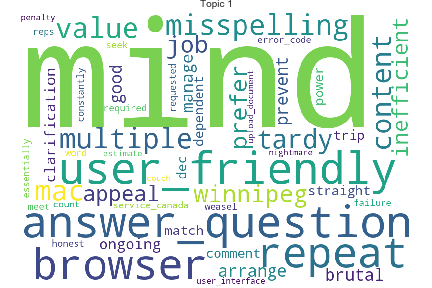 Topic 1
penalty
reps
value
misspelling
seek
job
error_code
mind
constantly
good
manage
requested
dependent
upload_document
prefer
prevent
power
content
inefficient
clarification
required
multiple
tardy
trip
essentially
word
estimate
nightmare
user_friendly
mac
dec
couch
appeal
winnipeg
straight
meet
count
service_canada
weasel
failure
answer_question
repeat
honest
ongoing
match
comment
browser
arrange
brutal
user_interface